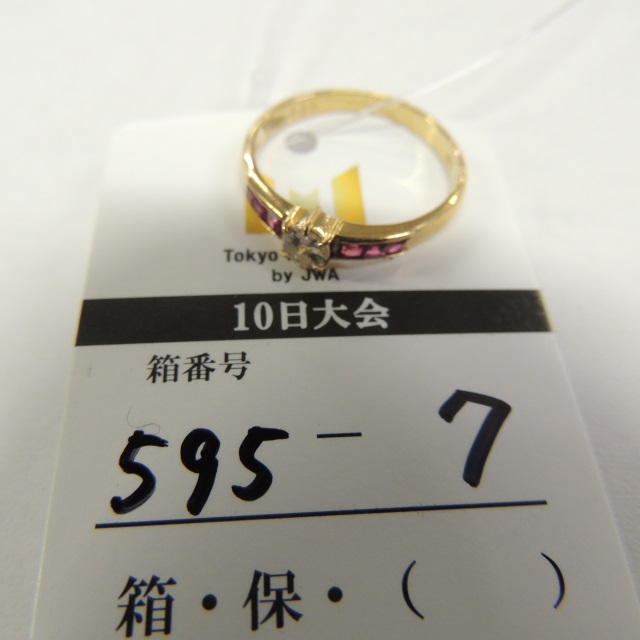 Tokyo
by JWA
10日大会
箱番号
595 - 7
箱・保・( )